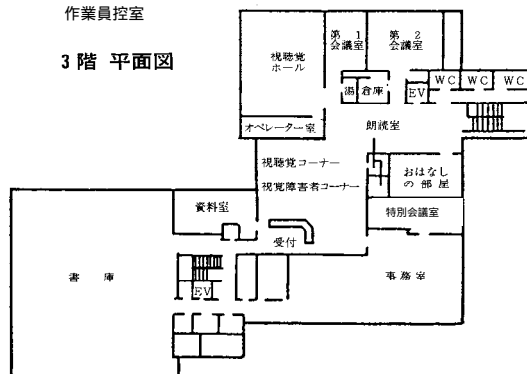 作業員控室
3階 平面図
視聴覚
ホール
第 1
会議室
第 2
会議室
湯
倉庫
EV
WC
WC
WC
オペレーター室
朗読室
視聴覚コーナー
視覚障害者コーナー
おはなし
の部屋
資料室
特別会議室
受付
書庫
EV
事務室